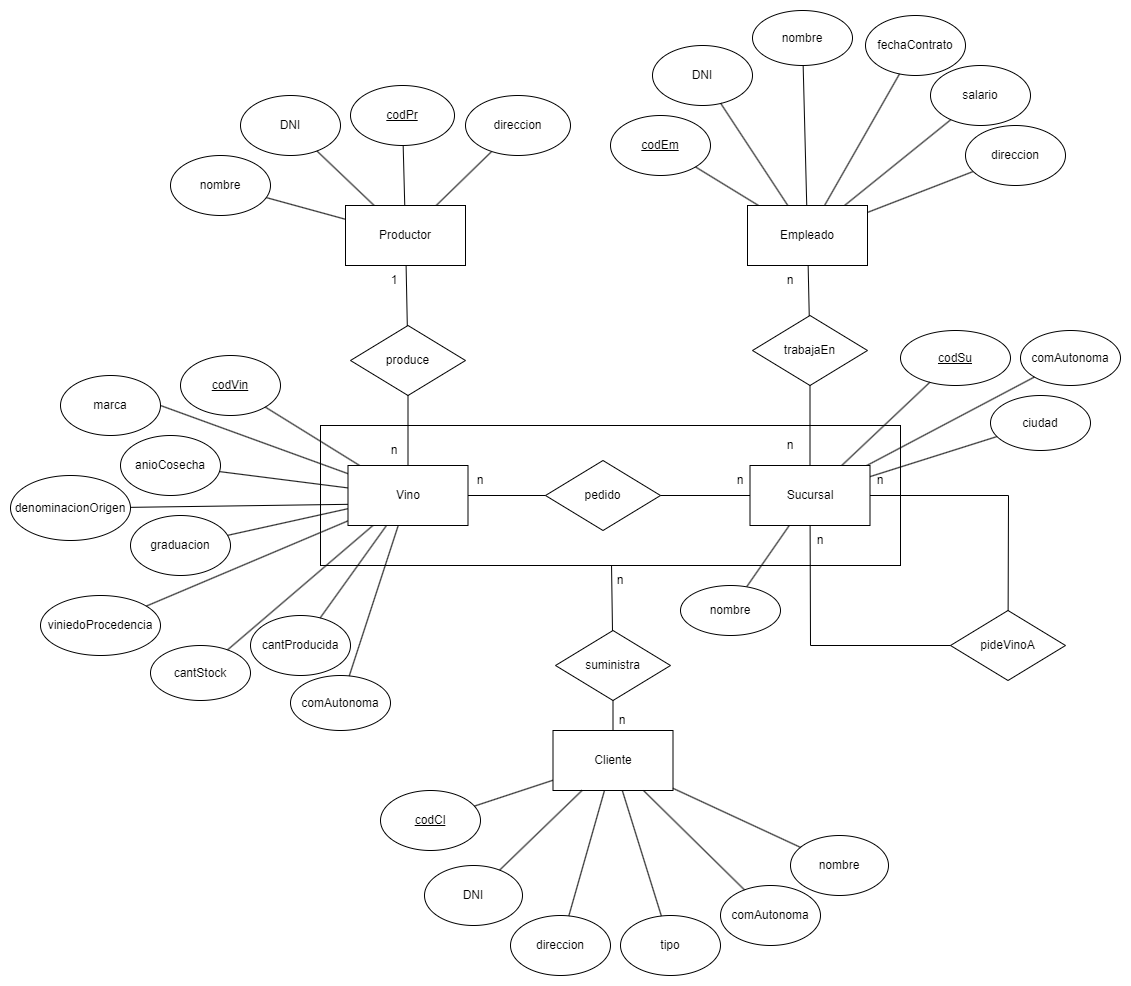 nombre
fechaContrato
DNI
salario
codPr
DNI
direccion
codEm
direccion
nombre
Productor
Empleado
1
n
trabajaEn
codSu
comAutonoma
produce
codVin
marca
ciudad
n
n
anioCosecha
n
n
n
Vino
pedido
Sucursal
denominacionOrigen
graduacion
n
n
nombre
viniedoProcedencia
cantProducida
pideVinoA
suministra
cantStock
comAutonoma
n
Cliente
codCl
nombre
DNI
comAutonoma
direccion
tipo